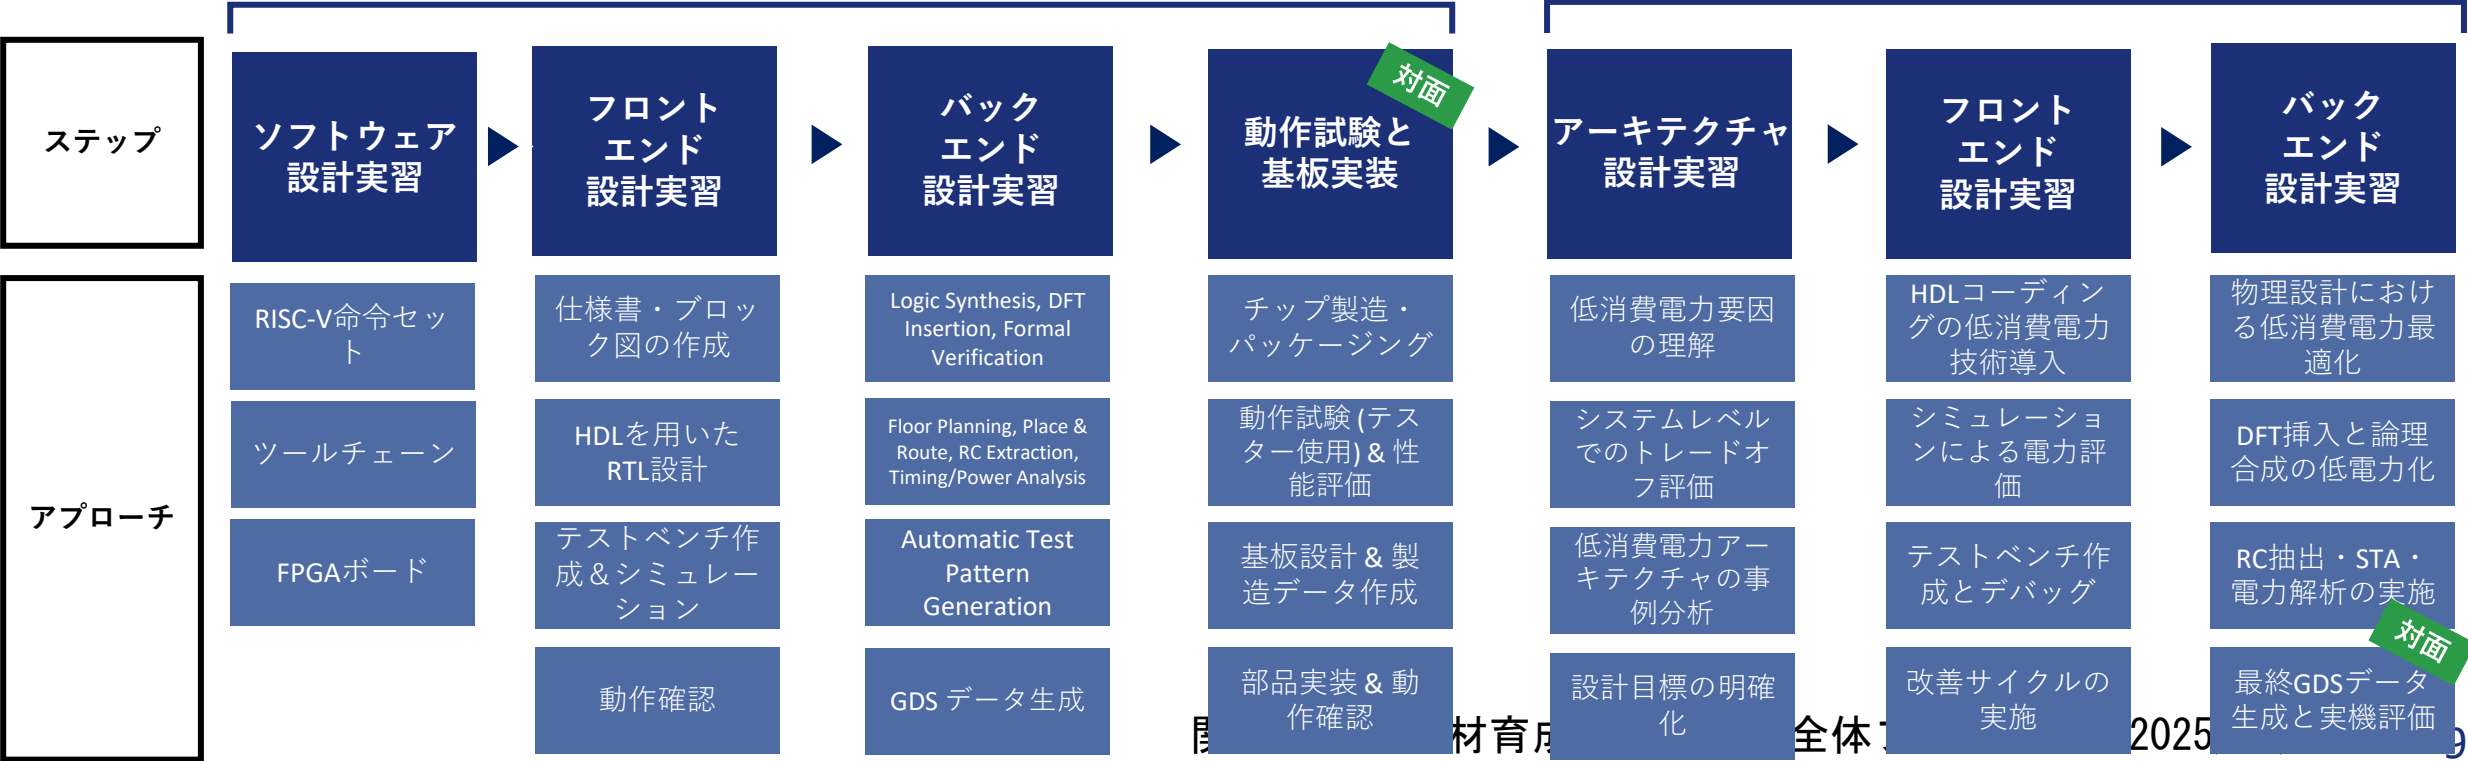 ステップ
ソフトウェア
設計実習
フロント
エンド
設計実習
バック
エンド
設計実習
対面
動作試験と
基板実装
アーキテクチャ
設計実習
フロント
エンド
設計実習
バック
エンド
設計実習
アプローチ
RISC-V命令セッ
ト
ツールチェーン
FPGAボード
仕様書・ブロッ
ク図の作成
HDLを用いた
RTL設計
テストベンチ作
成＆シミュレー
ション
動作確認
Logic Synthesis, DFT
Insertion, Formal
Verification
Floor Planning, Place &
Route, RC Extraction,
Timing/Power Analysis
Automatic Test
Pattern
Generation
GDS データ生成
チップ製造・
パッケージング
動作試験 (テス
ター使用) & 性
能評価
基板設計 & 製
造データ作成
部品実装 & 動
作確認
低消費電力要因
の理解
システムレベル
でのトレードオ
フ評価
低消費電力アー
キテクチャの事
例分析
設計目標の明確
化
HDLコーディン
グの低消費電力
技術導入
シミュレーショ
ンによる電力評
価
テストベンチ作
成とデバッグ
改善サイクルの
実施
物理設計におけ
る低消費電力最
適化
DFT挿入と論理
合成の低電力化
RC抽出・STA・
電力解析の実施
対面
最終GDSデータ
生成と実機評価
材育 全体 2025
9